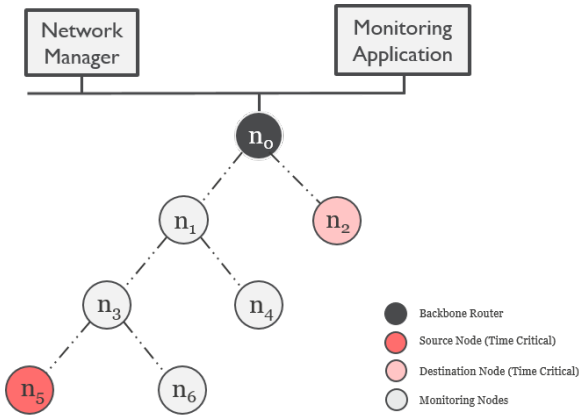 Network
Manager
Monitoring
Application
n0
n1
n2
n3
n4
n5
n6
Backbone Router
Source Node (Time Critical)
Destination Node (Time Critical)
Monitoring Nodes